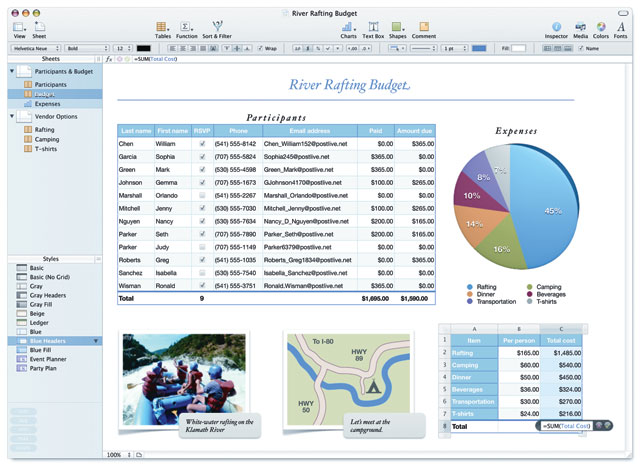 River Rafting Budget
View Sheet Tables Function Sort & Filter Charts Text Box Shapes Comment Inspector Media Colors Fonts
Helvetica Neue Bold 12 Wrap 1 pt Fill: Name
Sheets fx =SUM(Total Cost)
Participants & Budget
Participants
Budget
Expenses
Vendor Options
Rafting
Camping
T-shirts
Styles
Basic
Basic (No Grid)
Gray
Gray Headers
Gray Fill
Beige
Ledger
Blue
Blue Headers
Blue Fill
Event Planner
Party Plan
River Rafting Budget
Participants
Last name First name RSVP Phone Email address Paid Amount due
Chen William (541) 555-8142 Chen_William152@postlive.net $0.00 $365.00
Garcia Sophia (707) 555-5824 Sophia245@postlive.net $365.00 $0.00
Green Mark (530) 555-4598 Green_Mark@postlive.net $365.00 $0.00
Johnson Gemma (707) 555-1673 GJohnson4170@postlive.net $100.00 $265.00
Marshall Orlando (541) 555-2267 Marshall_Orlando@postlive.net $0.00 $0.00
Mitchell Jenny (530) 555-7030 Mitchell_Jenny@postlive.net $100.00 $265.00
Nguyen Nancy (530) 555-7634 Nancy_D_Nguyen@postlive.net $200.00 $165.00
Parker Seth (707) 555-7890 Parker_Seth@postlive.net $200.00 $165.00
Parker Judy (707) 555-1149 Parker6379@postlive.net $0.00 $0.00
Roberts Greg (541) 555-1035 Roberts_Greg1834@postlive.net $365.00 $0.00
Sanchez Isabella (530) 555-7540 Isabella_Sanchez@postlive.net $0.00 $0.00
Wisman Ronald (541) 555-3751 Ronald.Wisman@postlive.net $0.00 $365.00
Total 9 $1,695.00 $1,590.00
Expenses
45%
16%
14%
10%
8%
7%
Rafting Camping
Dinner Beverages
Transportation T-shirts
White-water rafting on the
Klamath River
To I-80
HWY
89
HWY
50
Let's meet at the
campground.
A B C
1 Item Per person Total cost
2 Rafting $165.00 $1,485.00
3 Camping $60.00 $540.00
4 Dinner $50.00 $450.00
5 Beverages $36.00 $324.00
6 Transportation $30.00 $270.00
7 T-shirts $24.00 $216.00
8 Total =SUM(Total Cost)
100%